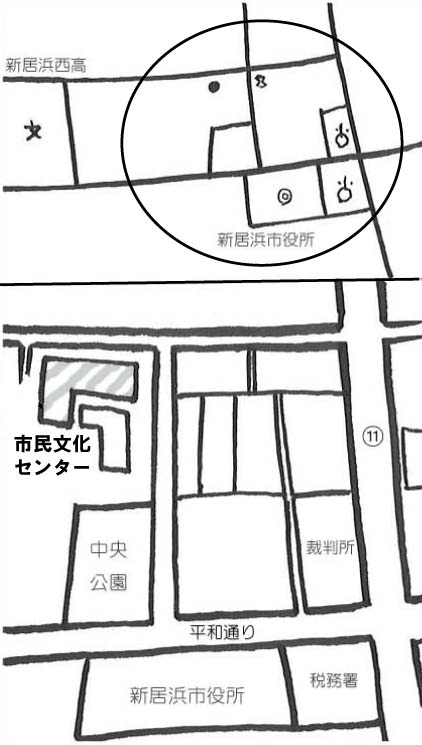 新居浜西高
文
新居浜市役所
市民文化
センター
⑪
中央
公園
裁判所
平和通り
新居浜市役所
税務署